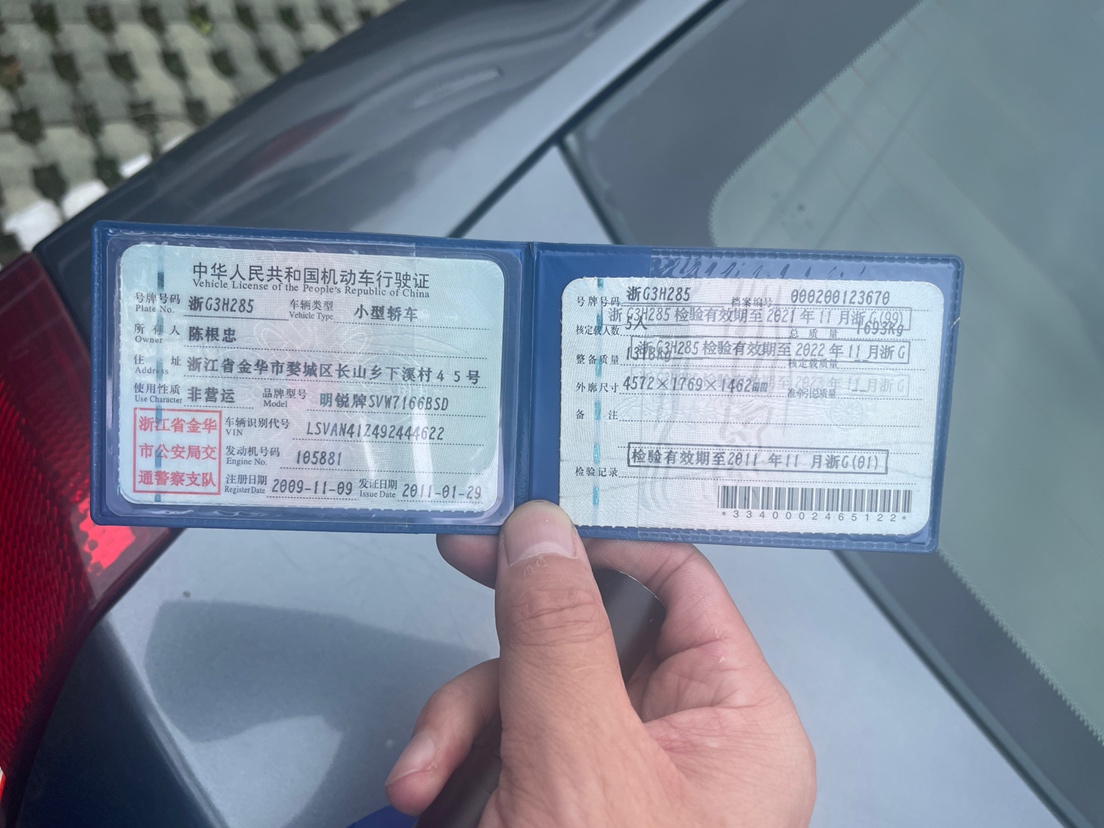 中华人民共和国机动车行驶证
Vehicle License of the People's Republic of China
号牌号码 浙G3H285 车辆类型 小型轿车
Plate No. Vehicle Type
所有人 陈根忠
Owner
住址 浙江省金华市婺城区长山乡下溪村45号
Address
使用性质 非营运 品牌型号 明锐牌SVW7166BSD
Use Character Model
浙江省金华
市公安局交
通警察支队
车辆识别代号 LSVAN41Z492444622
VIN
发动机号码 105881
Engine No.
注册日期 2009-11-09 发证日期 2011-01-29
Register Date Issue Date
号牌号码 浙G3H285 档案编号 000200123670
浙G3H285 检验有效期至2021年11月浙G(99)
核定载人数 5人 总质量 1693Kg
浙G3H285 检验有效期至2022年11月浙G
整备质量 1318Kg 核定载质量
外廓尺寸 4572×1769×1462mm 准牵引总质量
备注
检验有效期至2011年11月浙G(01)
检验记录
*3340002465122*